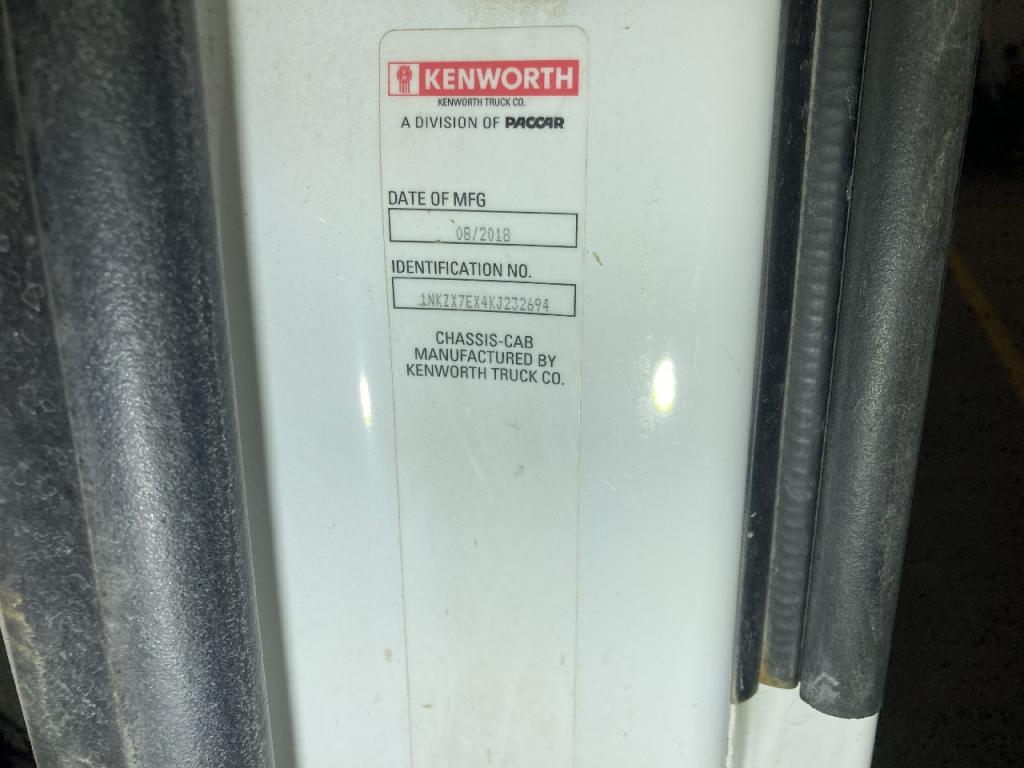 KENWORTH
KENWORTH TRUCK CO.
A DIVISION OF PACCAR
DATE OF MFG
08/2018
IDENTIFICATION NO.
1NKZX7EX4KJ232694
CHASSIS-CAB
MANUFACTURED BY
KENWORTH TRUCK CO.